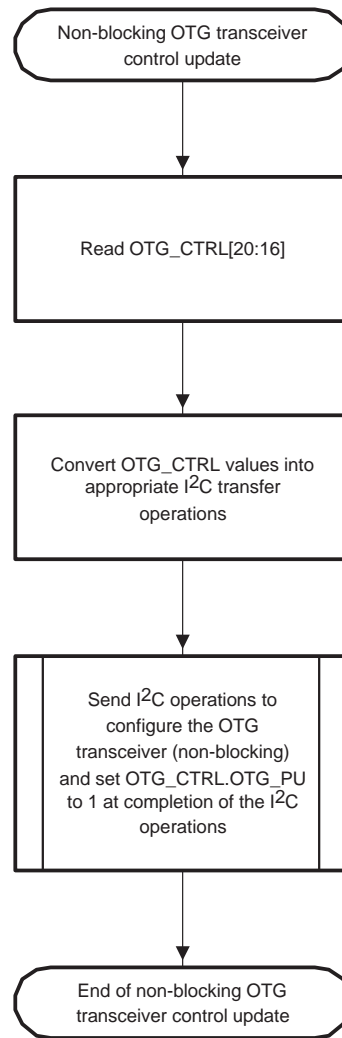 Non-blocking OTG transceiver
control update
Read OTG_CTRL[20:16]
Convert OTG_CTRL values into
appropriate I²C transfer
operations
Send I²C operations to
configure the OTG
transceiver (non-blocking)
and set OTG_CTRL.OTG_PU
to 1 at completion of the I²C
operations
End of non-blocking OTG
transceiver control update